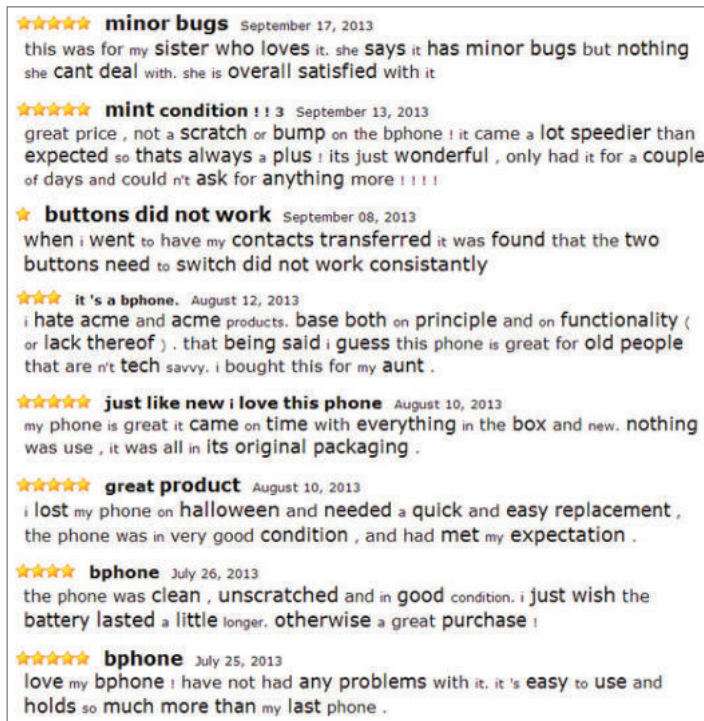 minor bugs September 17, 2013
this was for my sister who loves it. she says it has minor bugs but nothing
she cant deal with. she is overall satisfied with it
mint condition ! ! 3 September 13, 2013
great price , not a scratch or bump on the bphone ! it came a lot speedier than
expected so thats always a plus ! its just wonderful , only had it for a couple
of days and could n't ask for anything more ! ! ! !
buttons did not work September 08, 2013
when i went to have my contacts transferred it was found that the two
buttons need to switch did not work consistantly
it 's a bphone. August 12, 2013
i hate acme and acme products. base both on principle and on functionality (
or lack thereof ) . that being said i guess this phone is great for old people
that are n't tech savvy. i bought this for my aunt .
just like new i love this phone August 10, 2013
my phone is great it came on time with everything in the box and new. nothing
was use , it was all in its original packaging .
great product August 10, 2013
i lost my phone on halloween and needed a quick and easy replacement ,
the phone was in very good condition , and had met my expectation .
bphone July 26, 2013
the phone was clean , unscratched and in good condition. i just wish the
battery lasted a little longer. otherwise a great purchase !
bphone July 25, 2013
love my bphone ! have not had any problems with it. it 's easy to use and
holds so much more than my last phone .